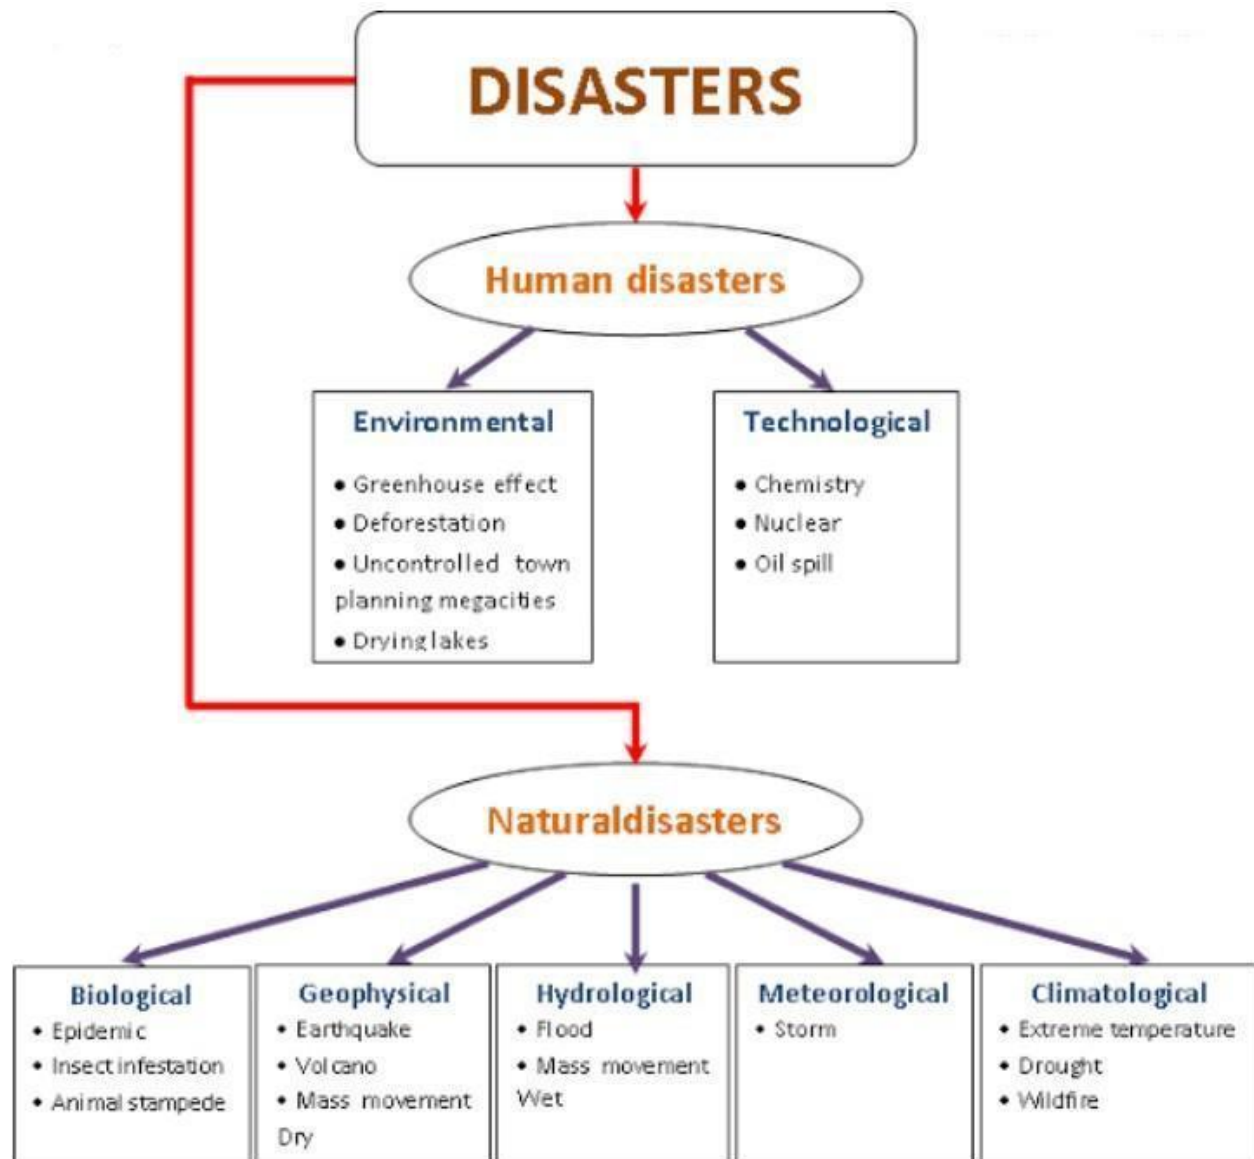 DISASTERS
Human disasters
Environmental
● Greenhouse effect
● Deforestation
● Uncontrolled town
planning megacities
● Drying lakes
Technological
● Chemistry
● Nuclear
● Oil spill
Naturaldisasters
Biological
• Epidemic
• Insect infestation
• Animal stampede
Geophysical
• Earthquake
• Volcano
• Mass movement
Dry
Hydrological
• Flood
• Mass movement
Wet
Meteorological
• Storm
Climatological
• Extreme temperature
• Drought
• Wildfire